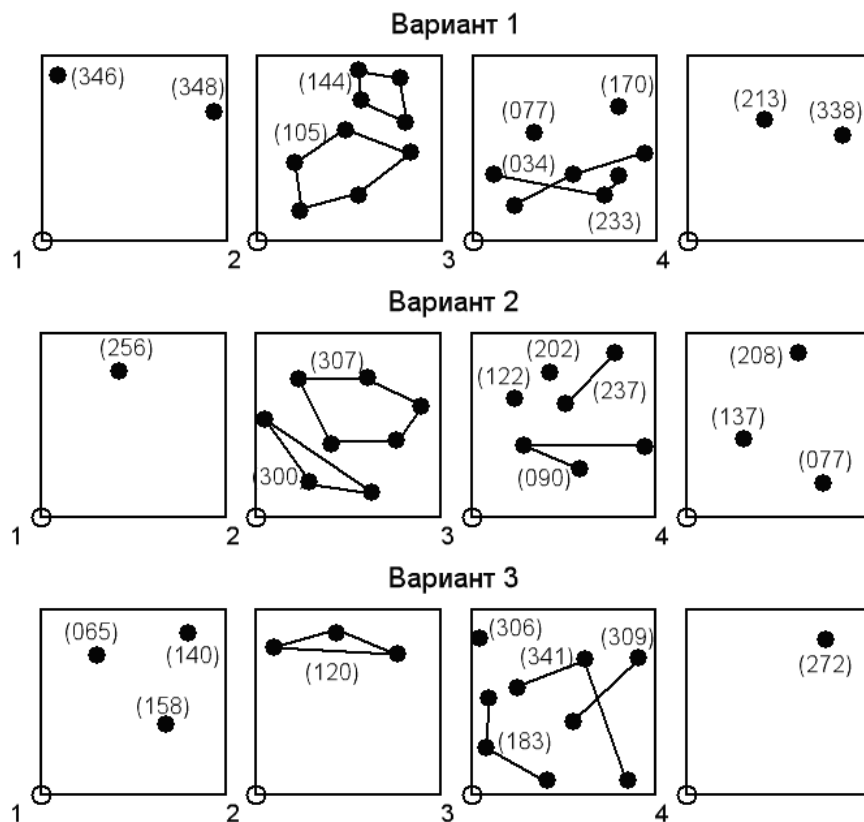 Вариант 1
(346) (348) (144) (105) (077) (170) (034) (233) (213) (338)
1 2 3 4
Вариант 2
(256) (307) (300) (202) (122) (237) (090) (208) (137) (077)
1 2 3 4
Вариант 3
(065) (140) (158) (120) (306) (341) (309) (183) (272)
1 2 3 4